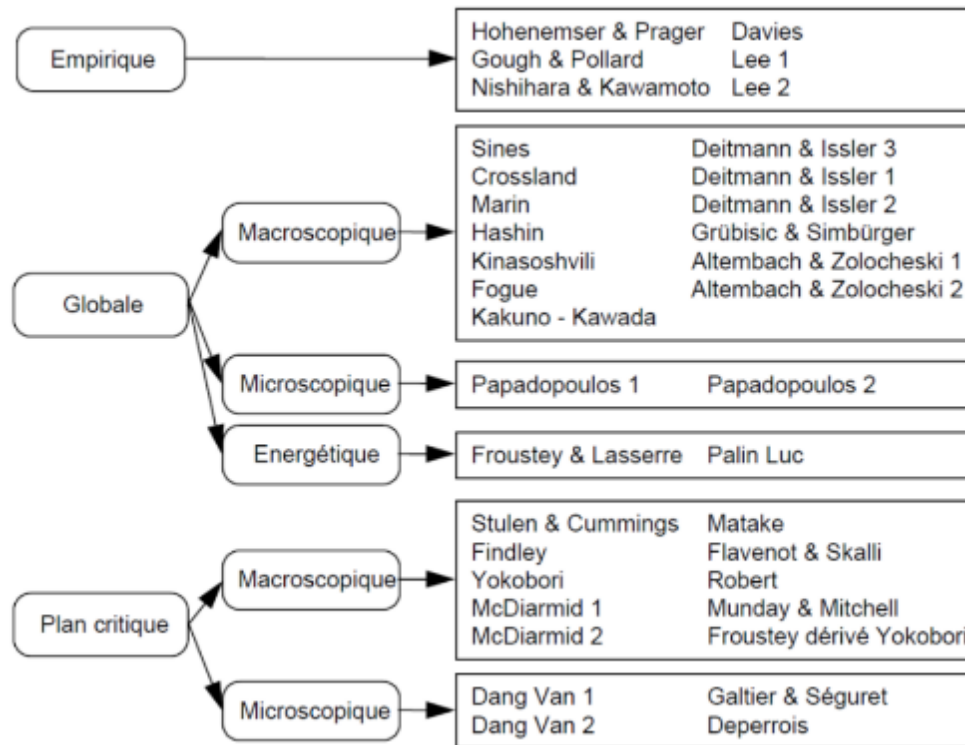 Empirique
Hohenemser & Prager Davies
Gough & Pollard Lee 1
Nishihara & Kawamoto Lee 2
Globale
Macroscopique
Sines Deitmann & Issler 3
Crossland Deitmann & Issler 1
Marin Deitmann & Issler 2
Hashin Grübisic & Simbürger
Kinasoshvili Altembach & Zolocheski 1
Fogue Altembach & Zolocheski 2
Kakuno - Kawada
Microscopique
Papadopoulos 1 Papadopoulos 2
Energétique
Froustey & Lasserre Palin Luc
Plan critique
Macroscopique
Stulen & Cummings Matake
Findley Flavenot & Skalli
Yokobori Robert
McDiarmid 1 Munday & Mitchell
McDiarmid 2 Froustey dérivé Yokobori
Microscopique
Dang Van 1 Galtier & Séguret
Dang Van 2 Deperrois